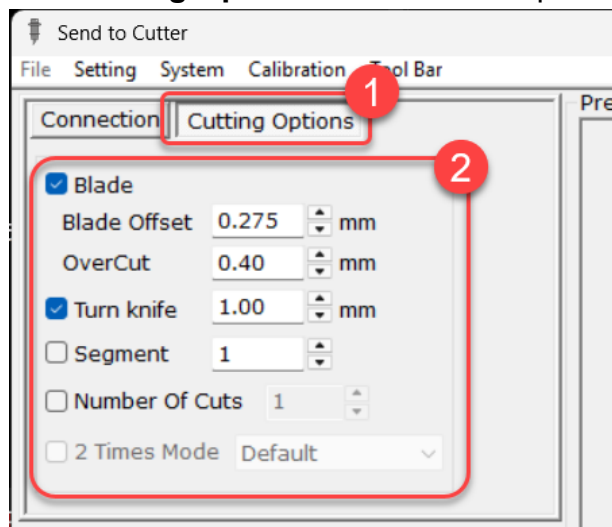 Send to Cutter
File Setting System Calibration Tool Bar
1
Connection Cutting Options
Pre
2
Blade
Blade Offset 0.275 mm
OverCut 0.40 mm
Turn knife 1.00 mm
Segment 1
Number Of Cuts 1
2 Times Mode Default